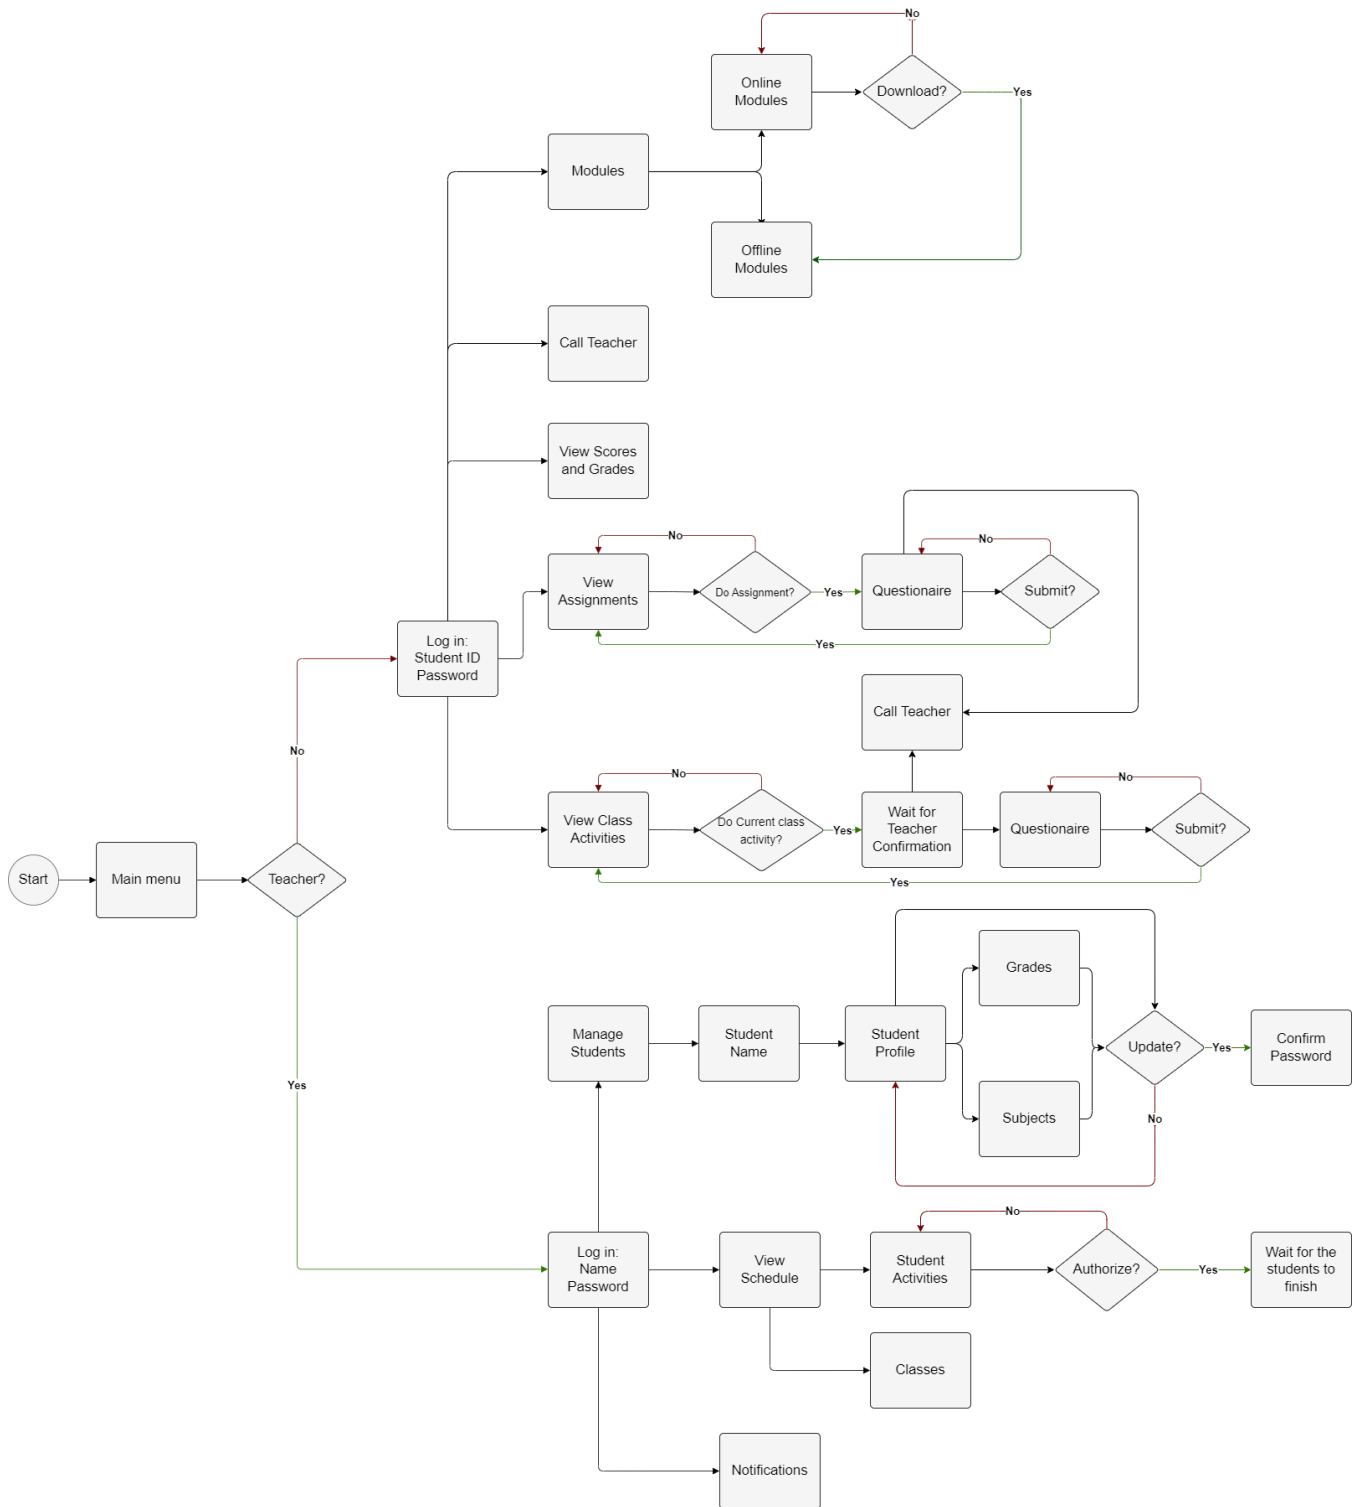 No
Online
Modules
Download?
Yes
Modules
Offline
Modules
Call Teacher
View Scores
and Grades
No
No
View
Assignments
Do Assignment?
Yes
Questionaire
Submit?
Yes
Log in:
Student ID
Password
Call Teacher
No
No
No
View Class
Activities
Do Current class
activity?
Yes
Wait for
Teacher
Confirmation
Questionaire
Submit?
Yes
Start
Main menu
Teacher?
Grades
Manage
Students
Student
Name
Student
Profile
Update?
Yes
Confirm
Password
Yes
Subjects
No
No
Log in:
Name
Password
View
Schedule
Student
Activities
Authorize?
Yes
Wait for the
students to
finish
Classes
Notifications